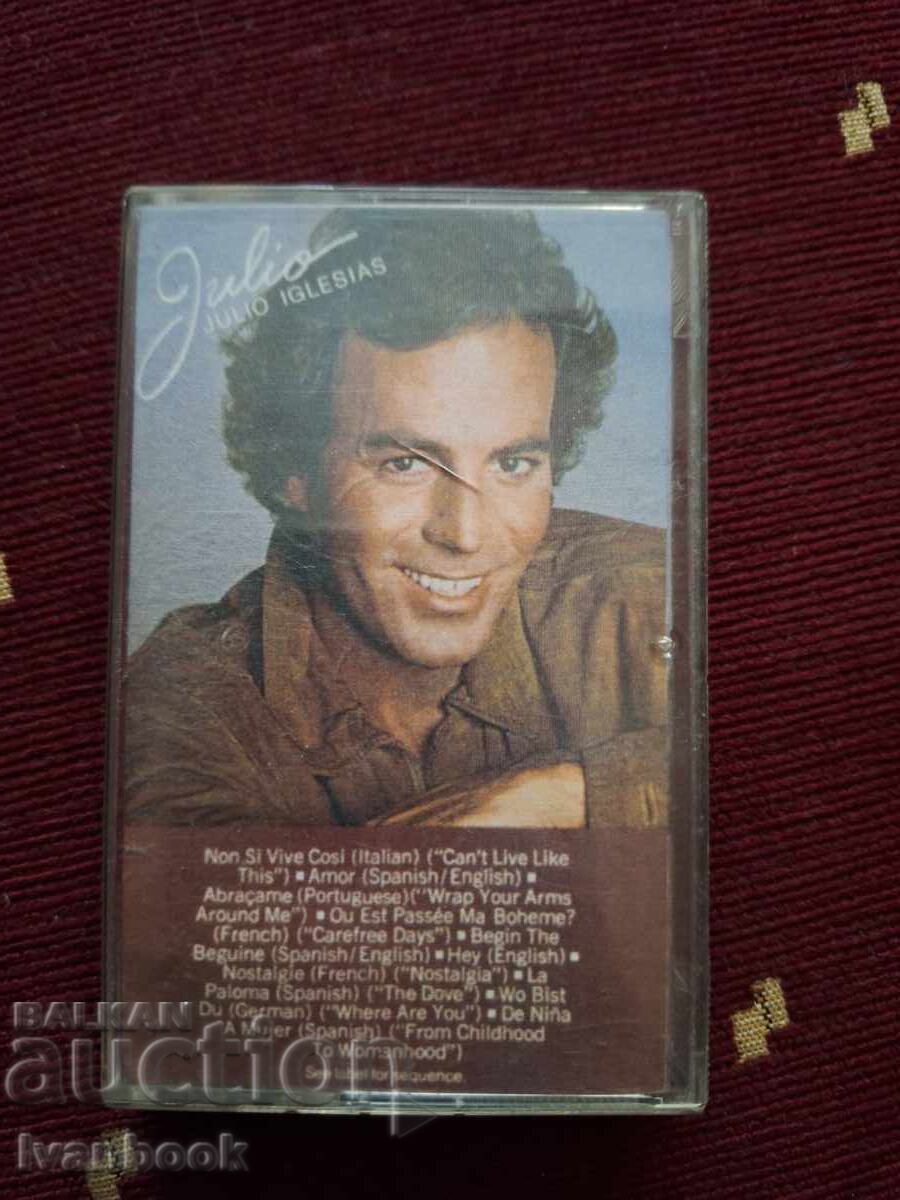 Julio
JULIO IGLESIAS
Non Si Vive Cosi (Italian) ("Can't Live Like
This") ▪ Amor (Spanish/English) ▪
Abraçame (Portuguese)("Wrap Your Arms
Around Me") ▪ Ou Est Passée Ma Boheme?
(French) ("Carefree Days") ▪ Begin The
Beguine (Spanish/English) ▪ Hey (English) ▪
Nostalgie (French) ("Nostalgia") ▪ La
Paloma (Spanish) ("The Dove") ▪ Wo Bist
Du (German) ("Where Are You") ▪ De Niña
A Mujer (Spanish) ("From Childhood
To Womanhood")
See label for sequence.
BALKAN
auction
Ivanbook